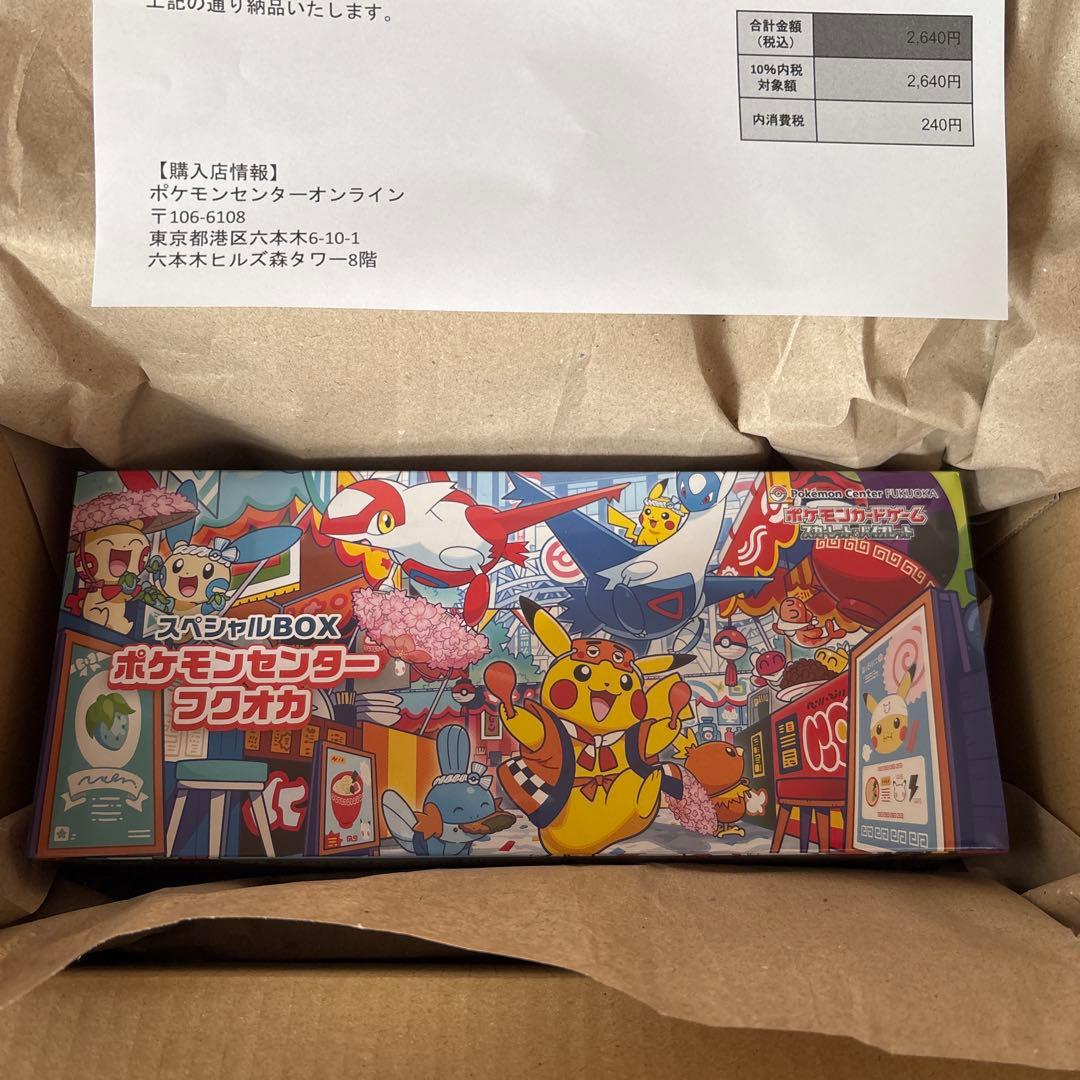 上記の通り納品いたします。
合計金額
（税込）
2,640円
10%内税
対象額
2,640円
内消費税
240円
【購入店情報】
ポケモンセンターオンライン
〒106-6108
東京都港区六本木6-10-1
六本木ヒルズ森タワー8階
Pokémon Center FUKUOKA
ポケモンカードゲーム
スカーレット&バイオレット
スペシャルBOX
ポケモンセンター
フクオカ